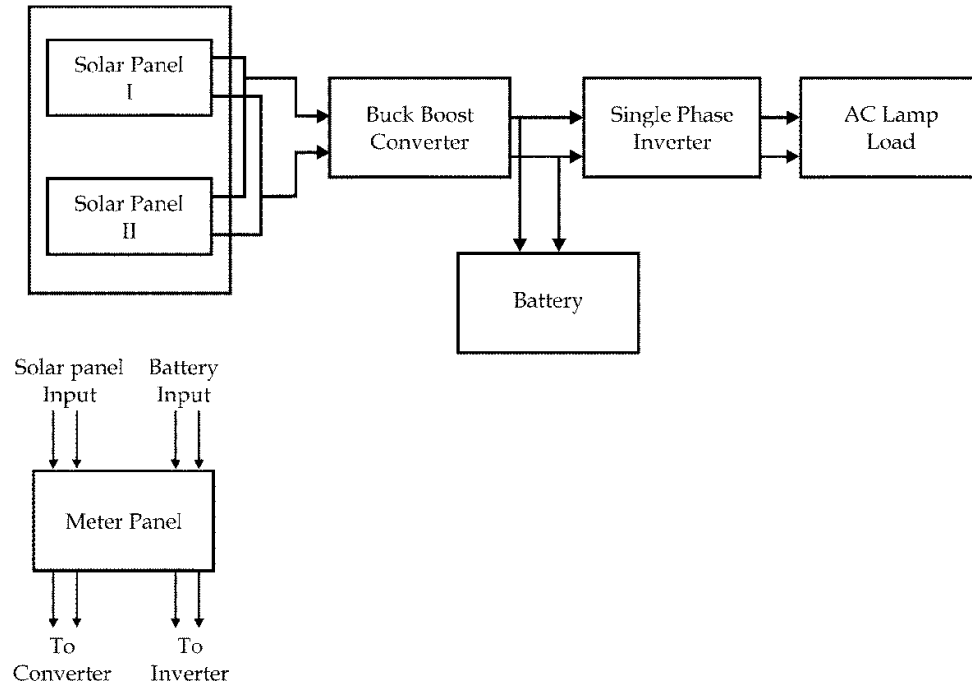 Solar Panel
I
Solar Panel
II
Buck Boost
Converter
Single Phase
Inverter
AC Lamp
Load
Battery
Solar panel
Input
Battery
Input
Meter Panel
To
Converter
To
Inverter